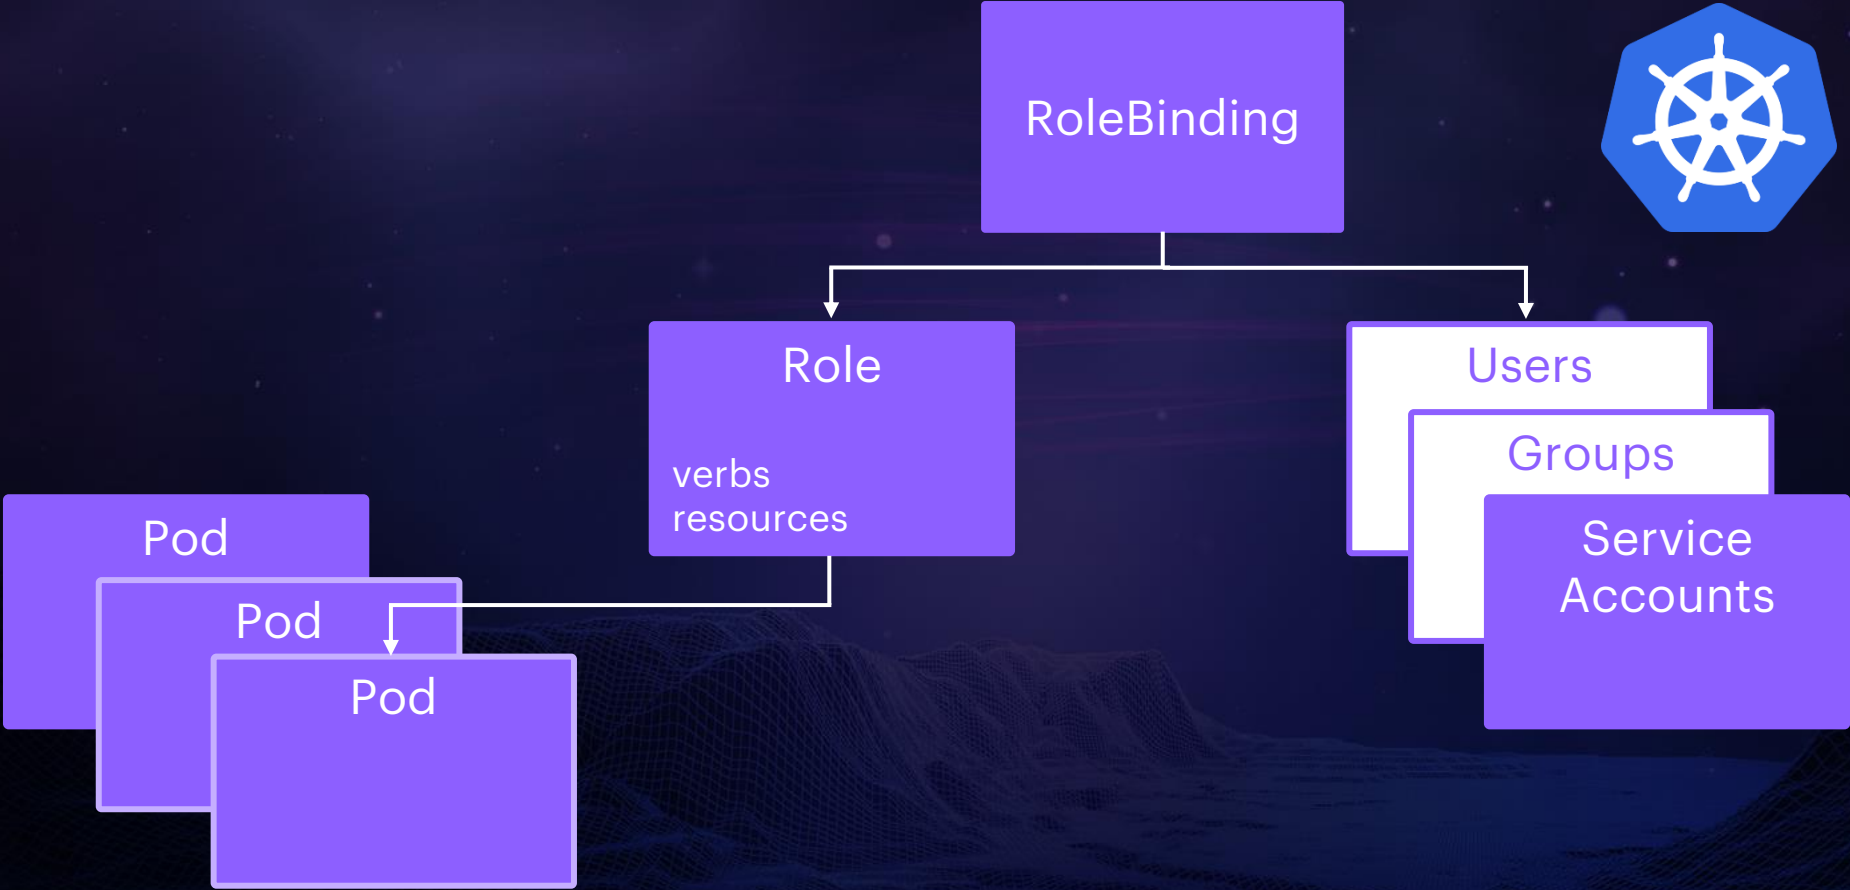 RoleBinding
Role
verbs
resources
Users
Groups
Service
Accounts
Pod
Pod
Pod